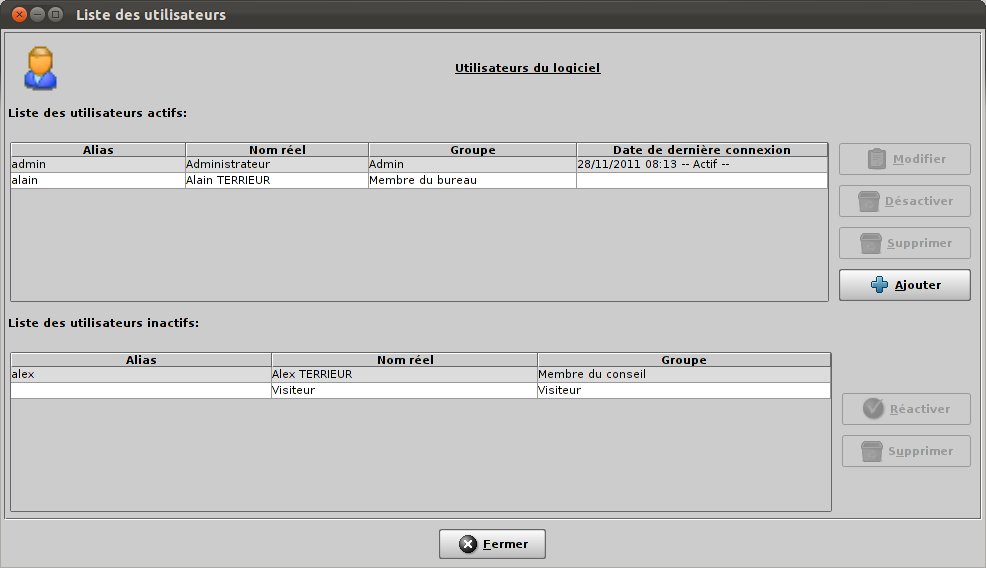 Liste des utilisateurs
Utilisateurs du logiciel
Liste des utilisateurs actifs:
Alias Nom réel Groupe Date de dernière connexion
admin Administrateur Admin 28/11/2011 08:13 -- Actif --
alain Alain TERRIEUR Membre du bureau
Modifier
Désactiver
Supprimer
Ajouter
Liste des utilisateurs inactifs:
Alias Nom réel Groupe
alex Alex TERRIEUR Membre du conseil
Visiteur Visiteur
Réactiver
Supprimer
Fermer